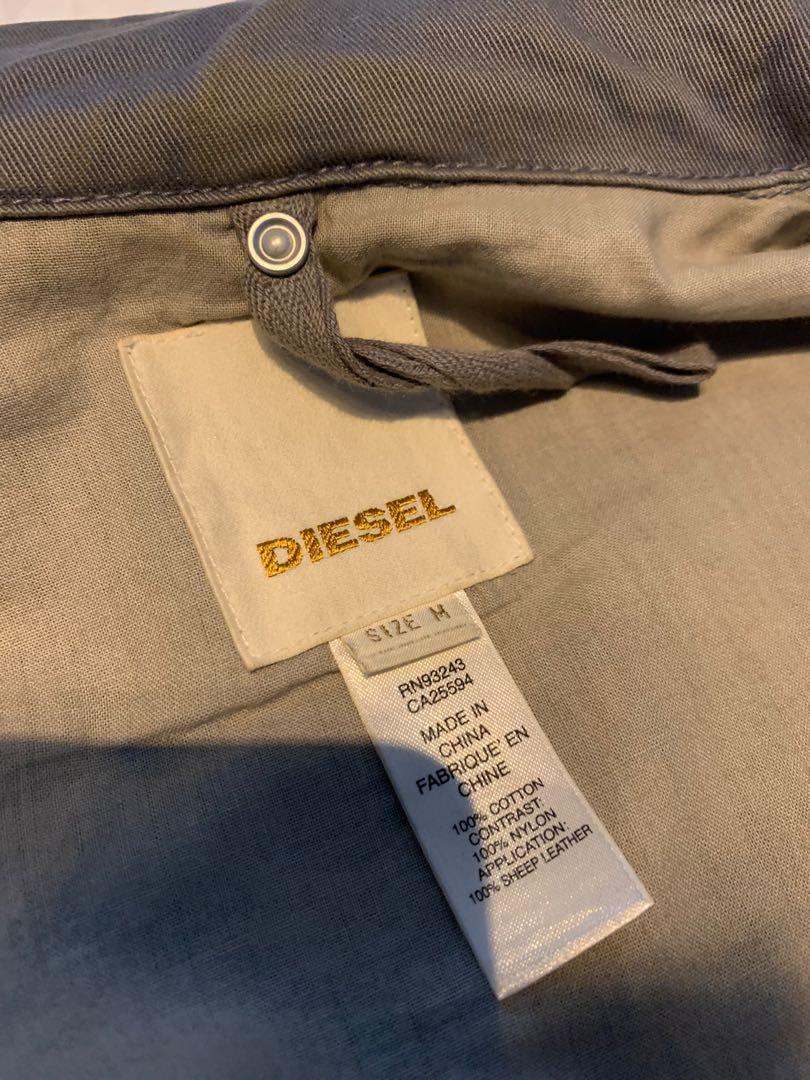 DIESEL
SIZE M
RN93243
CA25594
MADE IN
CHINA
FABRIQUE' EN
CHINE
100% COTTON
CONTRAST:
100% NYLON
APPLICATION:
100% SHEEP LEATHER